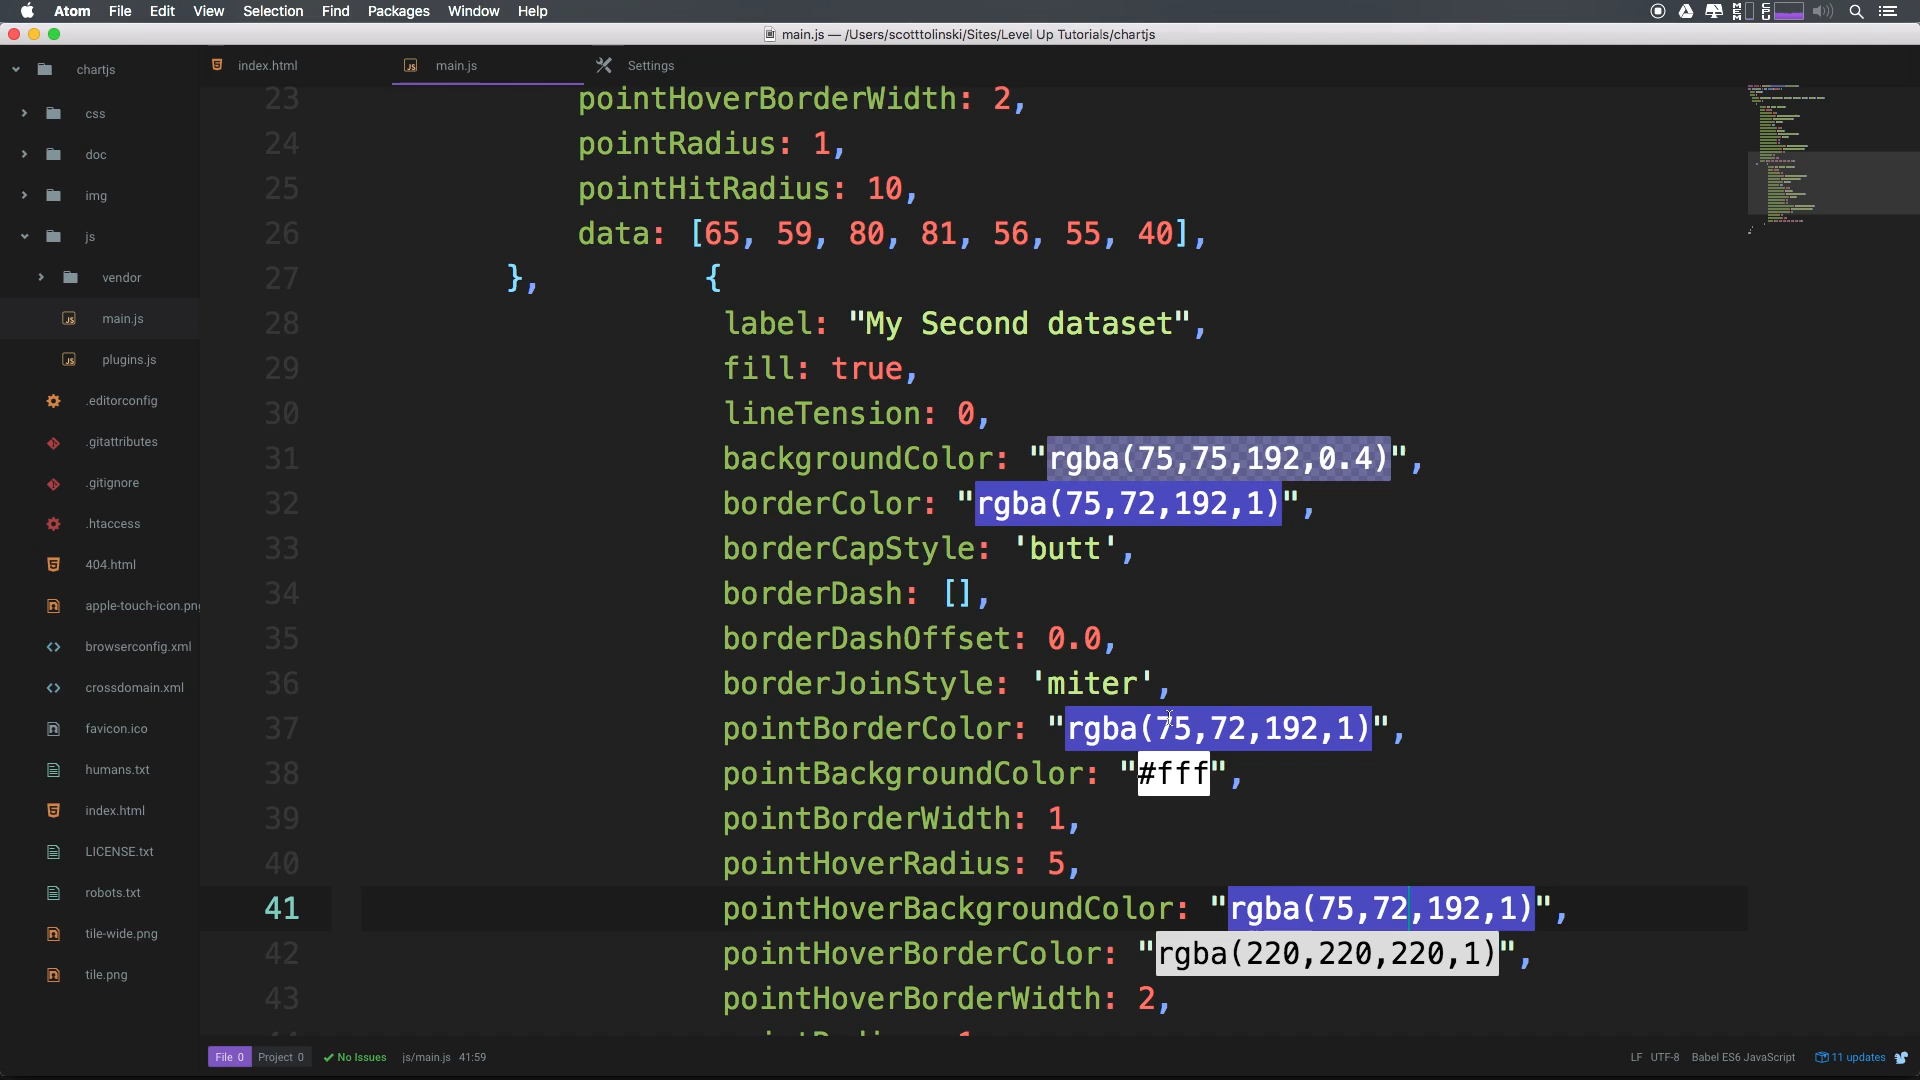 Atom File Edit View Selection Find Packages Window Help
main.js — /Users/scotttolinski/Sites/Level Up Tutorials/chartjs
chartjs
css
doc
img
js
vendor
main.js
plugins.js
.editorconfig
.gitattributes
.gitignore
.htaccess
404.html
apple-touch-icon.png
browserconfig.xml
crossdomain.xml
favicon.ico
humans.txt
index.html
LICENSE.txt
robots.txt
tile-wide.png
tile.png
index.html main.js Settings
23 pointHoverBorderWidth: 2,
24 pointRadius: 1,
25 pointHitRadius: 10,
26 data: [65, 59, 80, 81, 56, 55, 40],
27 }, {
28 label: "My Second dataset",
29 fill: true,
30 lineTension: 0,
31 backgroundColor: "rgba(75,75,192,0.4)",
32 borderColor: "rgba(75,72,192,1)",
33 borderCapStyle: 'butt',
34 borderDash: [],
35 borderDashOffset: 0.0,
36 borderJoinStyle: 'miter',
37 pointBorderColor: "rgba(75,72,192,1)",
38 pointBackgroundColor: "#fff",
39 pointBorderWidth: 1,
40 pointHoverRadius: 5,
41 pointHoverBackgroundColor: "rgba(75,72,192,1)",
42 pointHoverBorderColor: "rgba(220,220,220,1)",
43 pointHoverBorderWidth: 2,
File 0 Project 0 No Issues js/main.js 41:59 LF UTF-8 Babel ES6 JavaScript 11 updates